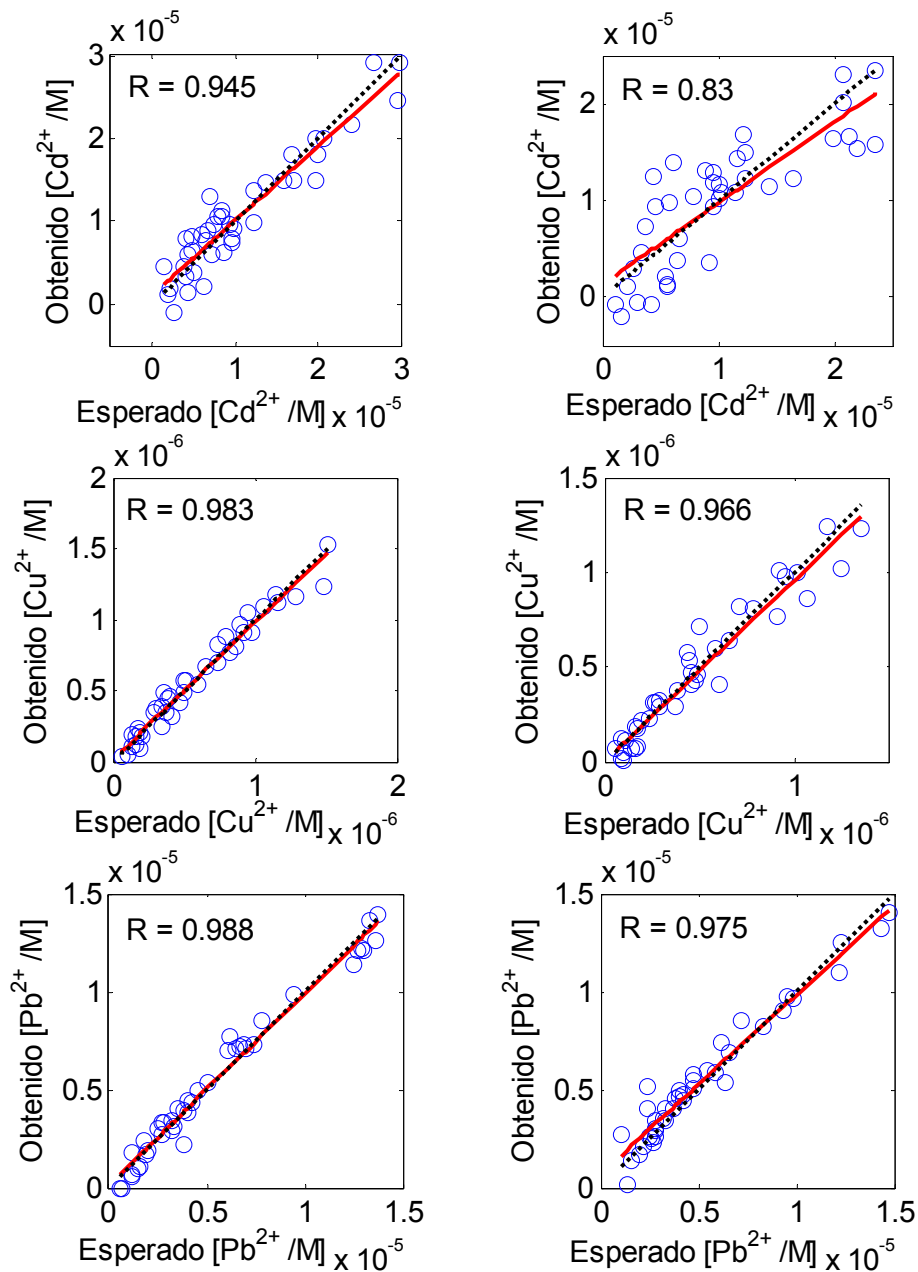 x 10-5
3
2
1
0
R = 0.945
Obtenido [Cd2+ /M]
0 1 2 3
Esperado [Cd2+ /M] x 10-5
x 10-5
2
1
0
R = 0.83
Obtenido [Cd2+ /M]
0 1 2
Esperado [Cd2+ /M] x 10-5
x 10-6
2
1.5
1
0.5
0
R = 0.983
Obtenido [Cu2+ /M]
0 1 2
Esperado [Cu2+ /M] x 10-6
x 10-6
1.5
1
0.5
0
R = 0.966
Obtenido [Cu2+ /M]
0 1
Esperado [Cu2+ /M] x 10-6
x 10-5
1.5
1
0.5
0
R = 0.988
Obtenido [Pb2+ /M]
0 0.5 1 1.5
Esperado [Pb2+ /M] x 10-5
x 10-5
1.5
1
0.5
0
R = 0.975
Obtenido [Pb2+ /M]
0 0.5 1 1.5
Esperado [Pb2+ /M] x 10-5